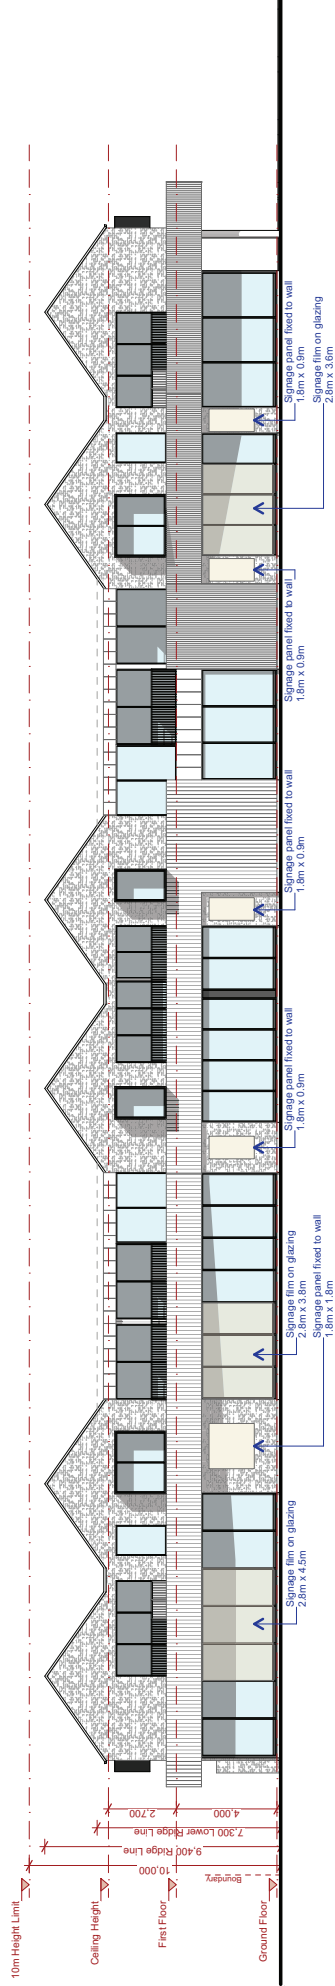 10m Height Limit
Ceiling Height
First Floor
Ground Floor
10,000
9,400 Ridge Line
7,300 Lower Ridge Line
2,700
4,000
Boundary
Signage film on glazing
2.8m x 4.5m
Signage panel fixed to wall
1.8m x 1.8m
Signage film on glazing
2.8m x 3.8m
Signage panel fixed to wall
1.8m x 0.9m
Signage panel fixed to wall
1.8m x 0.9m
Signage panel fixed to wall
1.8m x 0.9m
Signage film on glazing
2.8m x 3.6m
Signage panel fixed to wall
1.8m x 0.9m